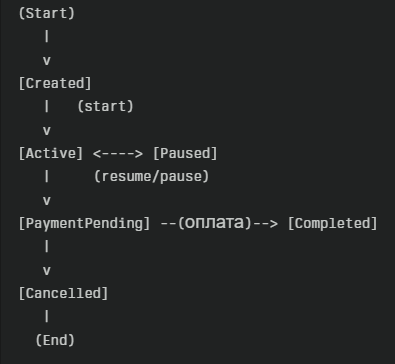 (Start)
|
v
[Created]
| (start)
v
[Active] <----> [Paused]
| (resume/pause)
v
[PaymentPending] --(оплата)--> [Completed]
|
v
[Cancelled]
|
(End)